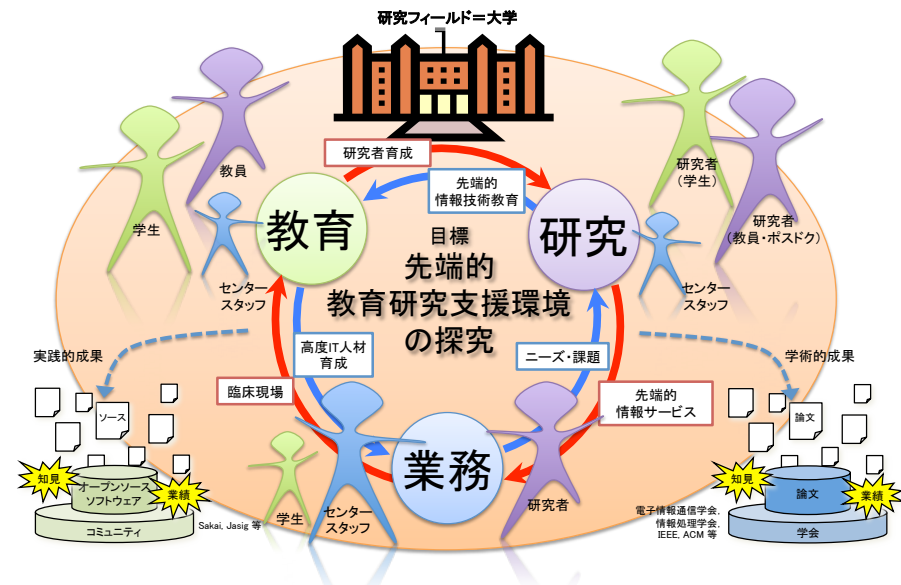 研究フィールド＝大学
研究者育成
教員
先端的
情報技術教育
研究者
（学生）
学生
教育
研究
研究者
（教員・ポスドク）
目標
先端的
教育研究支援環境
の探究
センター
スタッフ
センター
スタッフ
実践的成果
高度IT人材
育成
ニーズ・課題
学術的成果
臨床現場
先端的
情報サービス
ソース
論文
業務
知見
オープンソース
ソフトウェア
業績
コミュニティ
Sakai, Jasig 等
学生
センター
スタッフ
研究者
知見
論文
業績
電子情報通信学会,
情報処理学会,
IEEE, ACM 等
学会